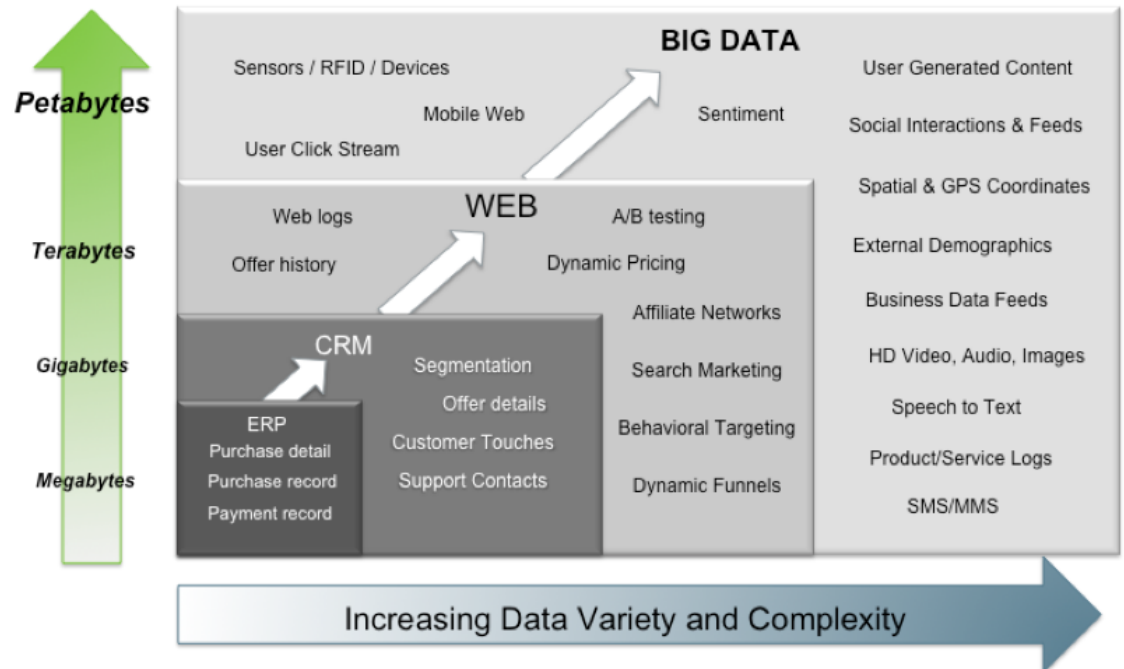 BIG DATA
Sensors / RFID / Devices
User Generated Content
Petabytes
Mobile Web
Sentiment
Social Interactions & Feeds
User Click Stream
Spatial & GPS Coordinates
WEB
Web logs
A/B testing
Terabytes
Offer history
Dynamic Pricing
External Demographics
Business Data Feeds
Affiliate Networks
CRM
Gigabytes
Segmentation
Search Marketing
HD Video, Audio, Images
Offer details
Speech to Text
ERP
Customer Touches
Behavioral Targeting
Purchase detail
Product/Service Logs
Megabytes
Purchase record
Support Contacts
Dynamic Funnels
Payment record
SMS/MMS
Increasing Data Variety and Complexity